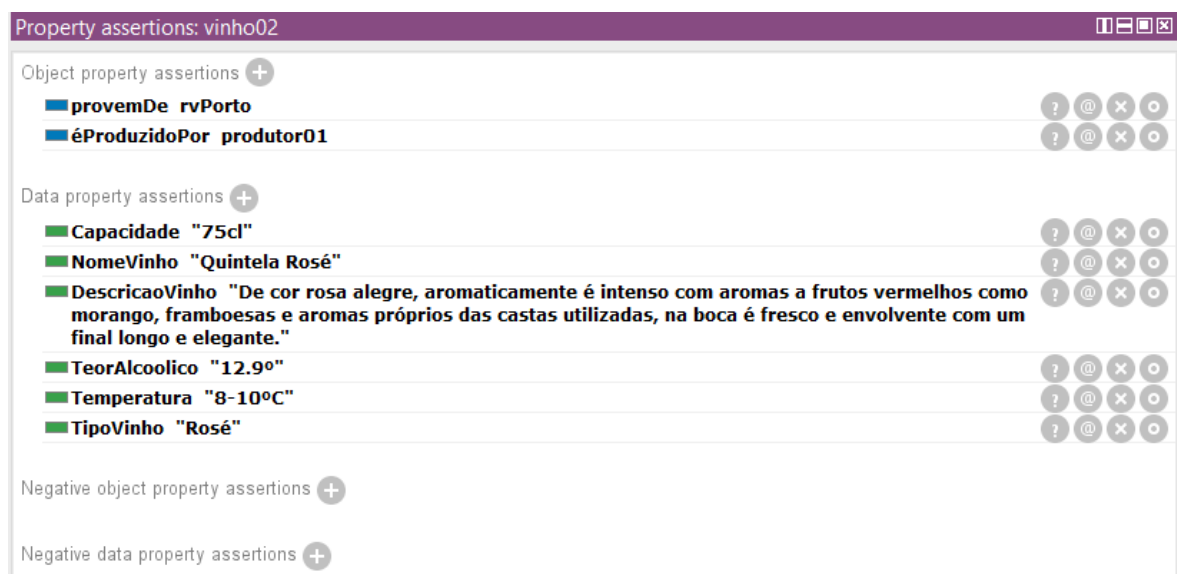 Property assertions: vinho02
Object property assertions
provemDe rvPorto
éProduzidoPor produtor01
Data property assertions
Capacidade "75cl"
NomeVinho "Quintela Rosé"
DescricaoVinho "De cor rosa alegre, aromaticamente é intenso com aromas a frutos vermelhos como
morango, framboesas e aromas próprios das castas utilizadas, na boca é fresco e envolvente com um
final longo e elegante."
TeorAlcoolico "12.9º"
Temperatura "8-10ºC"
TipoVinho "Rosé"
Negative object property assertions
Negative data property assertions